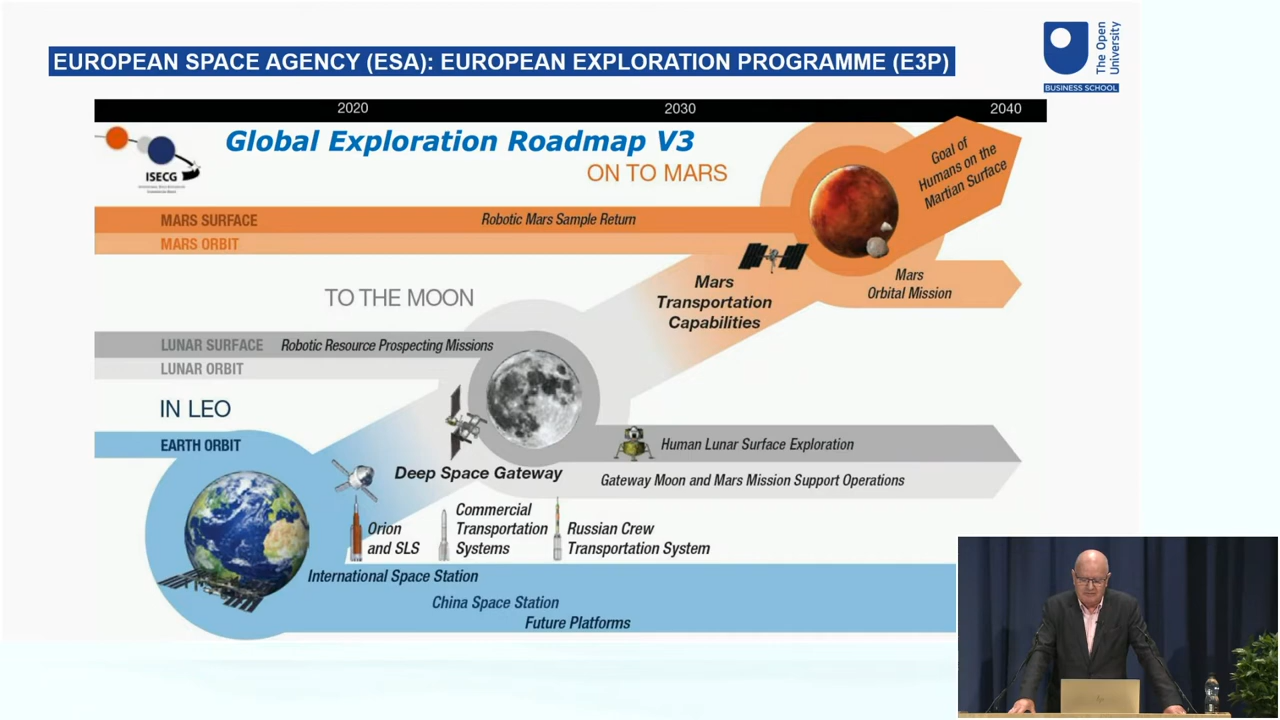 EUROPEAN SPACE AGENCY (ESA): EUROPEAN EXPLORATION PROGRAMME (E3P)
The Open
University
BUSINESS SCHOOL
2020
2030
2040
ISECG
Global Exploration Roadmap V3
ON TO MARS
Goal of
Humans on the
Martian Surface
MARS SURFACE
Robotic Mars Sample Return
MARS ORBIT
Mars
Transportation
Capabilities
Mars
Orbital Mission
TO THE MOON
LUNAR SURFACE
Robotic Resource Prospecting Missions
LUNAR ORBIT
IN LEO
EARTH ORBIT
Human Lunar Surface Exploration
Deep Space Gateway
Gateway Moon and Mars Mission Support Operations
Orion
and SLS
Commercial
Transportation
Systems
Russian Crew
Transportation System
International Space Station
China Space Station
Future Platforms